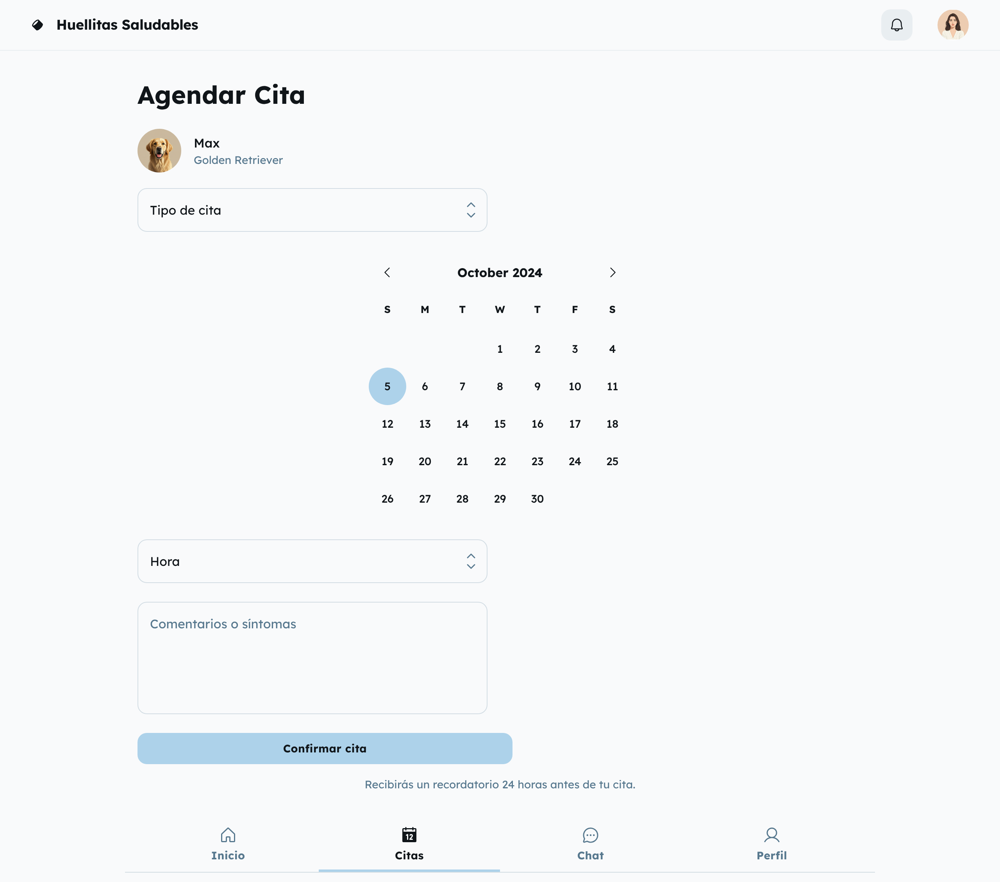 Huellitas Saludables
Agendar Cita
Max
Golden Retriever
Tipo de cita
October 2024
S M T W T F S
1 2 3 4
5 6 7 8 9 10 11
12 13 14 15 16 17 18
19 20 21 22 23 24 25
26 27 28 29 30
Hora
Comentarios o síntomas
Confirmar cita
Recibirás un recordatorio 24 horas antes de tu cita.
12
Inicio Citas Chat Perfil